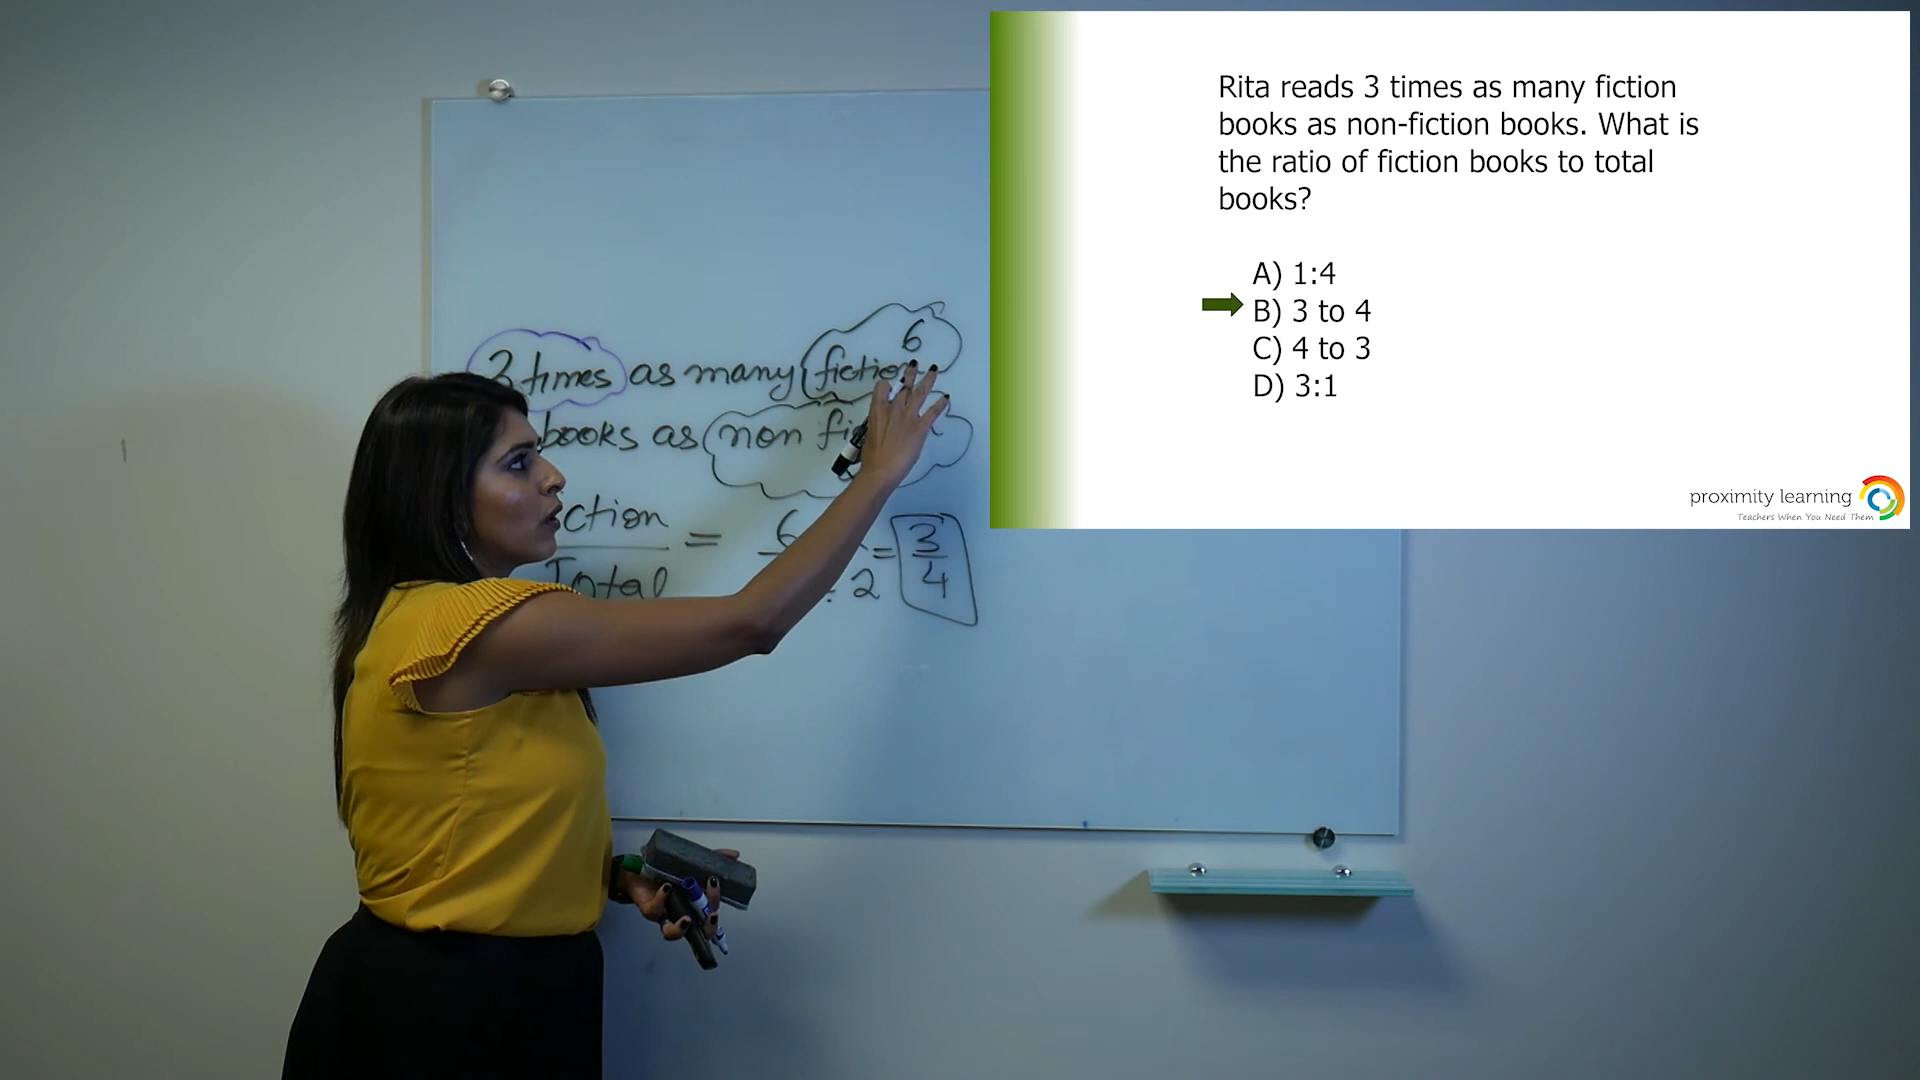 Rita reads 3 times as many fiction
books as non-fiction books. What is
the ratio of fiction books to total
books?
A) 1:4
B) 3 to 4
C) 4 to 3
D) 3:1
proximity learning
Teachers When You Need Them
6
3 times as many fiction
books as non
= 6 = 3
Total 2 4